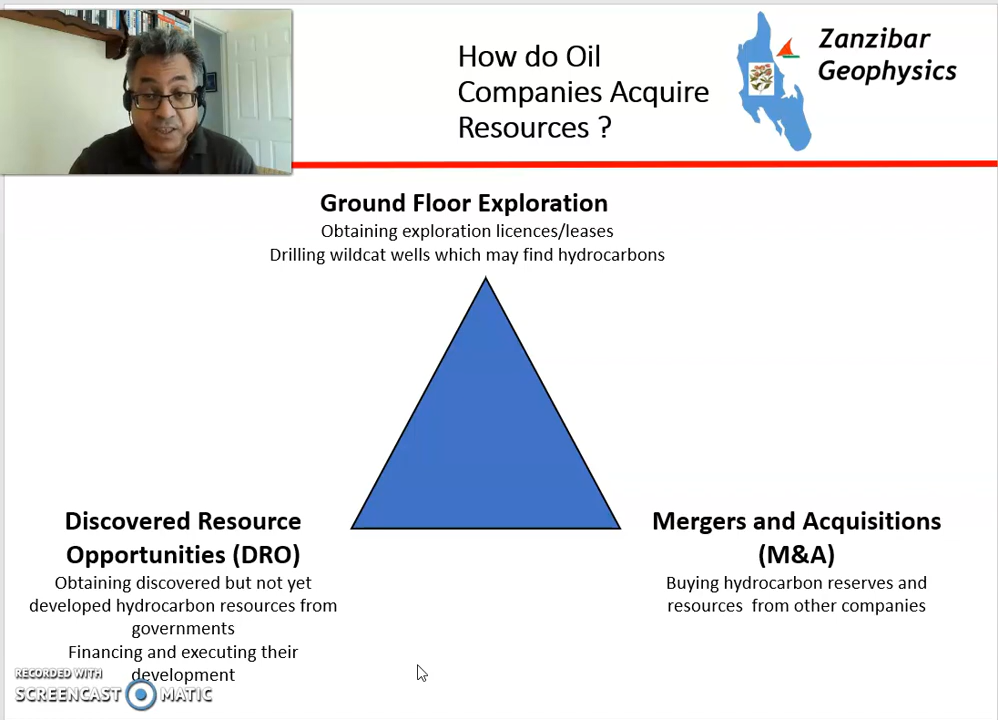 How do Oil
Companies Acquire
Resources ?
Zanzibar
Geophysics
Ground Floor Exploration
Obtaining exploration licences/leases
Drilling wildcat wells which may find hydrocarbons
Discovered Resource
Opportunities (DRO)
Obtaining discovered but not yet
developed hydrocarbon resources from
governments
Financing and executing their
development
Mergers and Acquisitions
(M&A)
Buying hydrocarbon reserves and
resources from other companies
RECORDED WITH
SCREENCAST MATIC